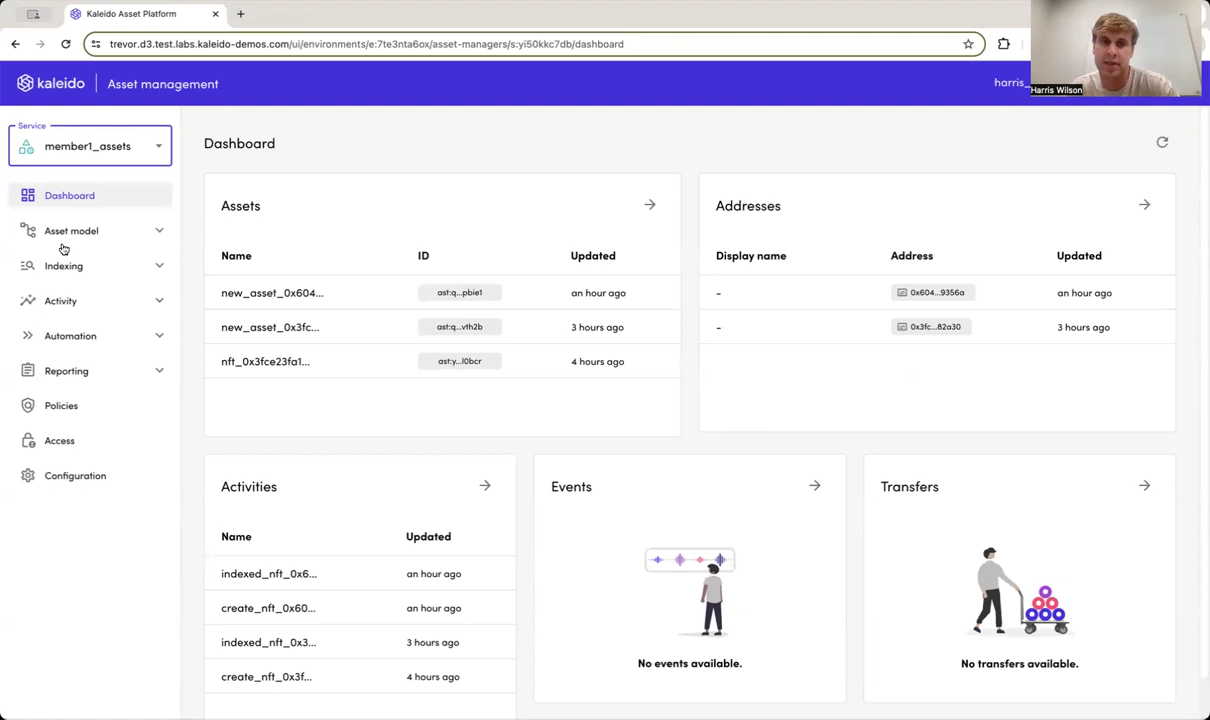 Kaleido Asset Platform
trevor.d3.test.labs.kaleido-demos.com/ui/environments/e:7te3nta6ox/asset-managers/s:yi50kkc7db/dashboard
kaleido
Asset management
harris_
Harris Wilson
Service
member1_assets
Dashboard
Asset model
Indexing
Activity
Automation
Reporting
Policies
Access
Configuration
Dashboard
Assets
Name ID Updated
new_asset_0x604... ast:q...pbie1 an hour ago
new_asset_0x3fc... ast:q...vth2b 3 hours ago
nft_0x3fce23fa1... ast:y...l0bcr 4 hours ago
Addresses
Display name Address Updated
- 0x604...9356a an hour ago
- 0x3fc...82a30 3 hours ago
Activities
Name Updated
indexed_nft_0x6... an hour ago
create_nft_0x60... an hour ago
indexed_nft_0x3... 3 hours ago
create_nft_0x3f... 4 hours ago
Events
No events available.
Transfers
No transfers available.